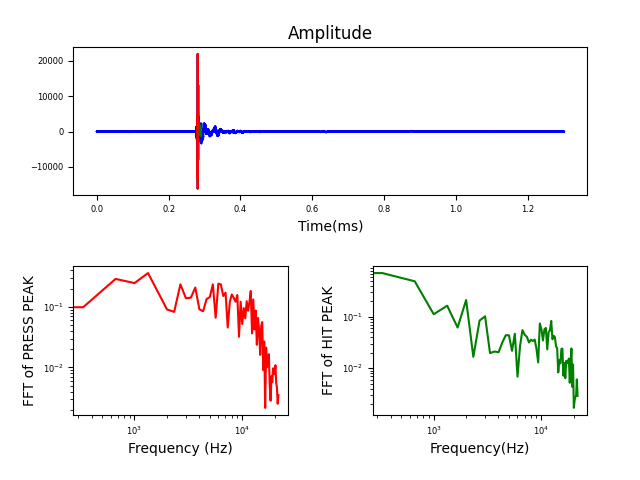 Amplitude
20000
10000
0
−10000
0.0 0.2 0.4 0.6 0.8 1.0 1.2
Time(ms)
FFT of PRESS PEAK
10⁻¹
10⁻²
10³ 10⁴
Frequency (Hz)
FFT of HIT PEAK
10⁻¹
10⁻²
10³ 10⁴
Frequency(Hz)